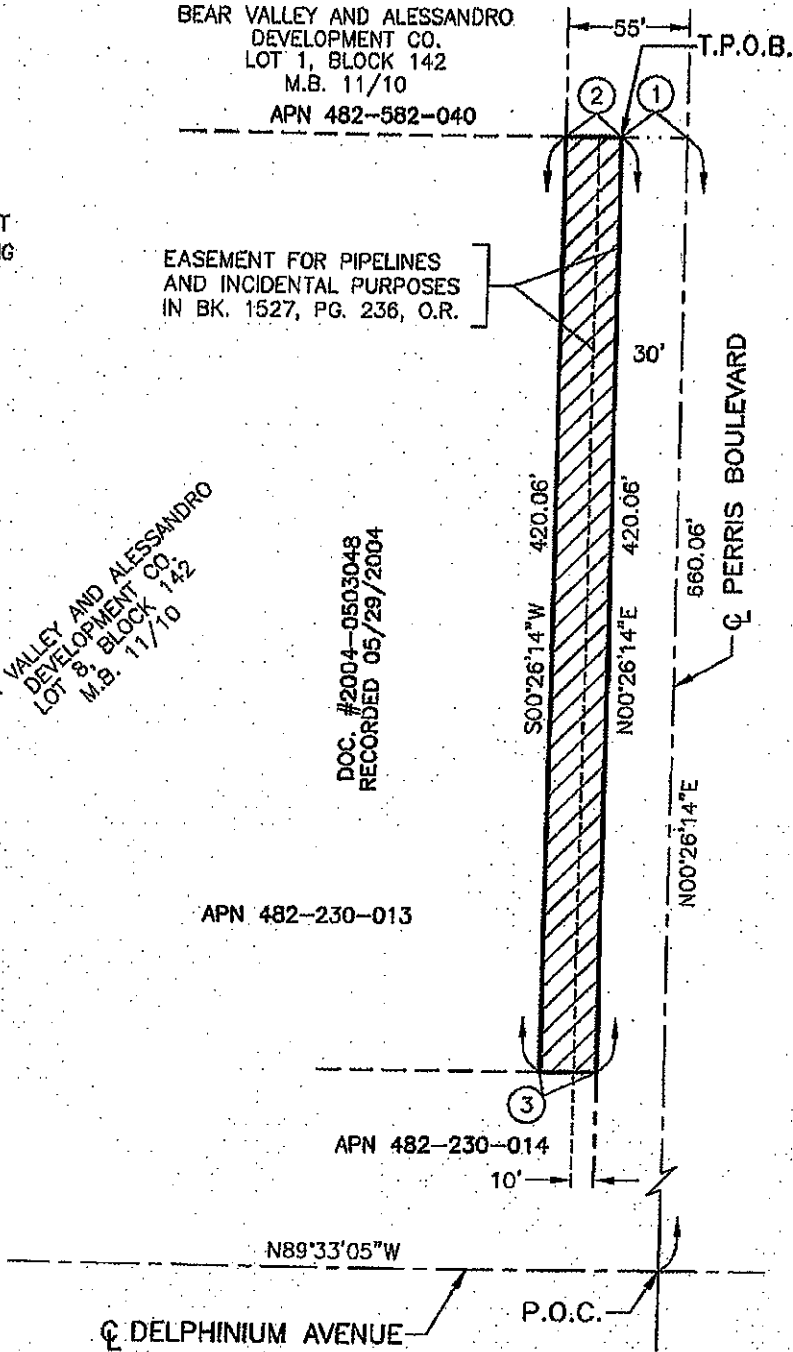 BEAR VALLEY AND ALESSANDRO
DEVELOPMENT CO.
LOT 1, BLOCK 142
M.B. 11/10
APN 482-582-040
55'
T.P.O.B.
2
1
EASEMENT FOR PIPELINES
AND INCIDENTAL PURPOSES
IN BK. 1527, PG. 236, O.R.
30'
℄ PERRIS BOULEVARD
420.06'
420.06'
660.06'
S00°26'14"W
N00°26'14"E
N00°26'14"E
VALLEY AND ALESSANDRO
DEVELOPMENT CO.
LOT 8, BLOCK 142
M.B. 11/10
DOC. #2004-0503048
RECORDED 05/29/2004
APN 482-230-013
3
APN 482-230-014
10'
N89°33'05"W
P.O.C.
℄ DELPHINIUM AVENUE